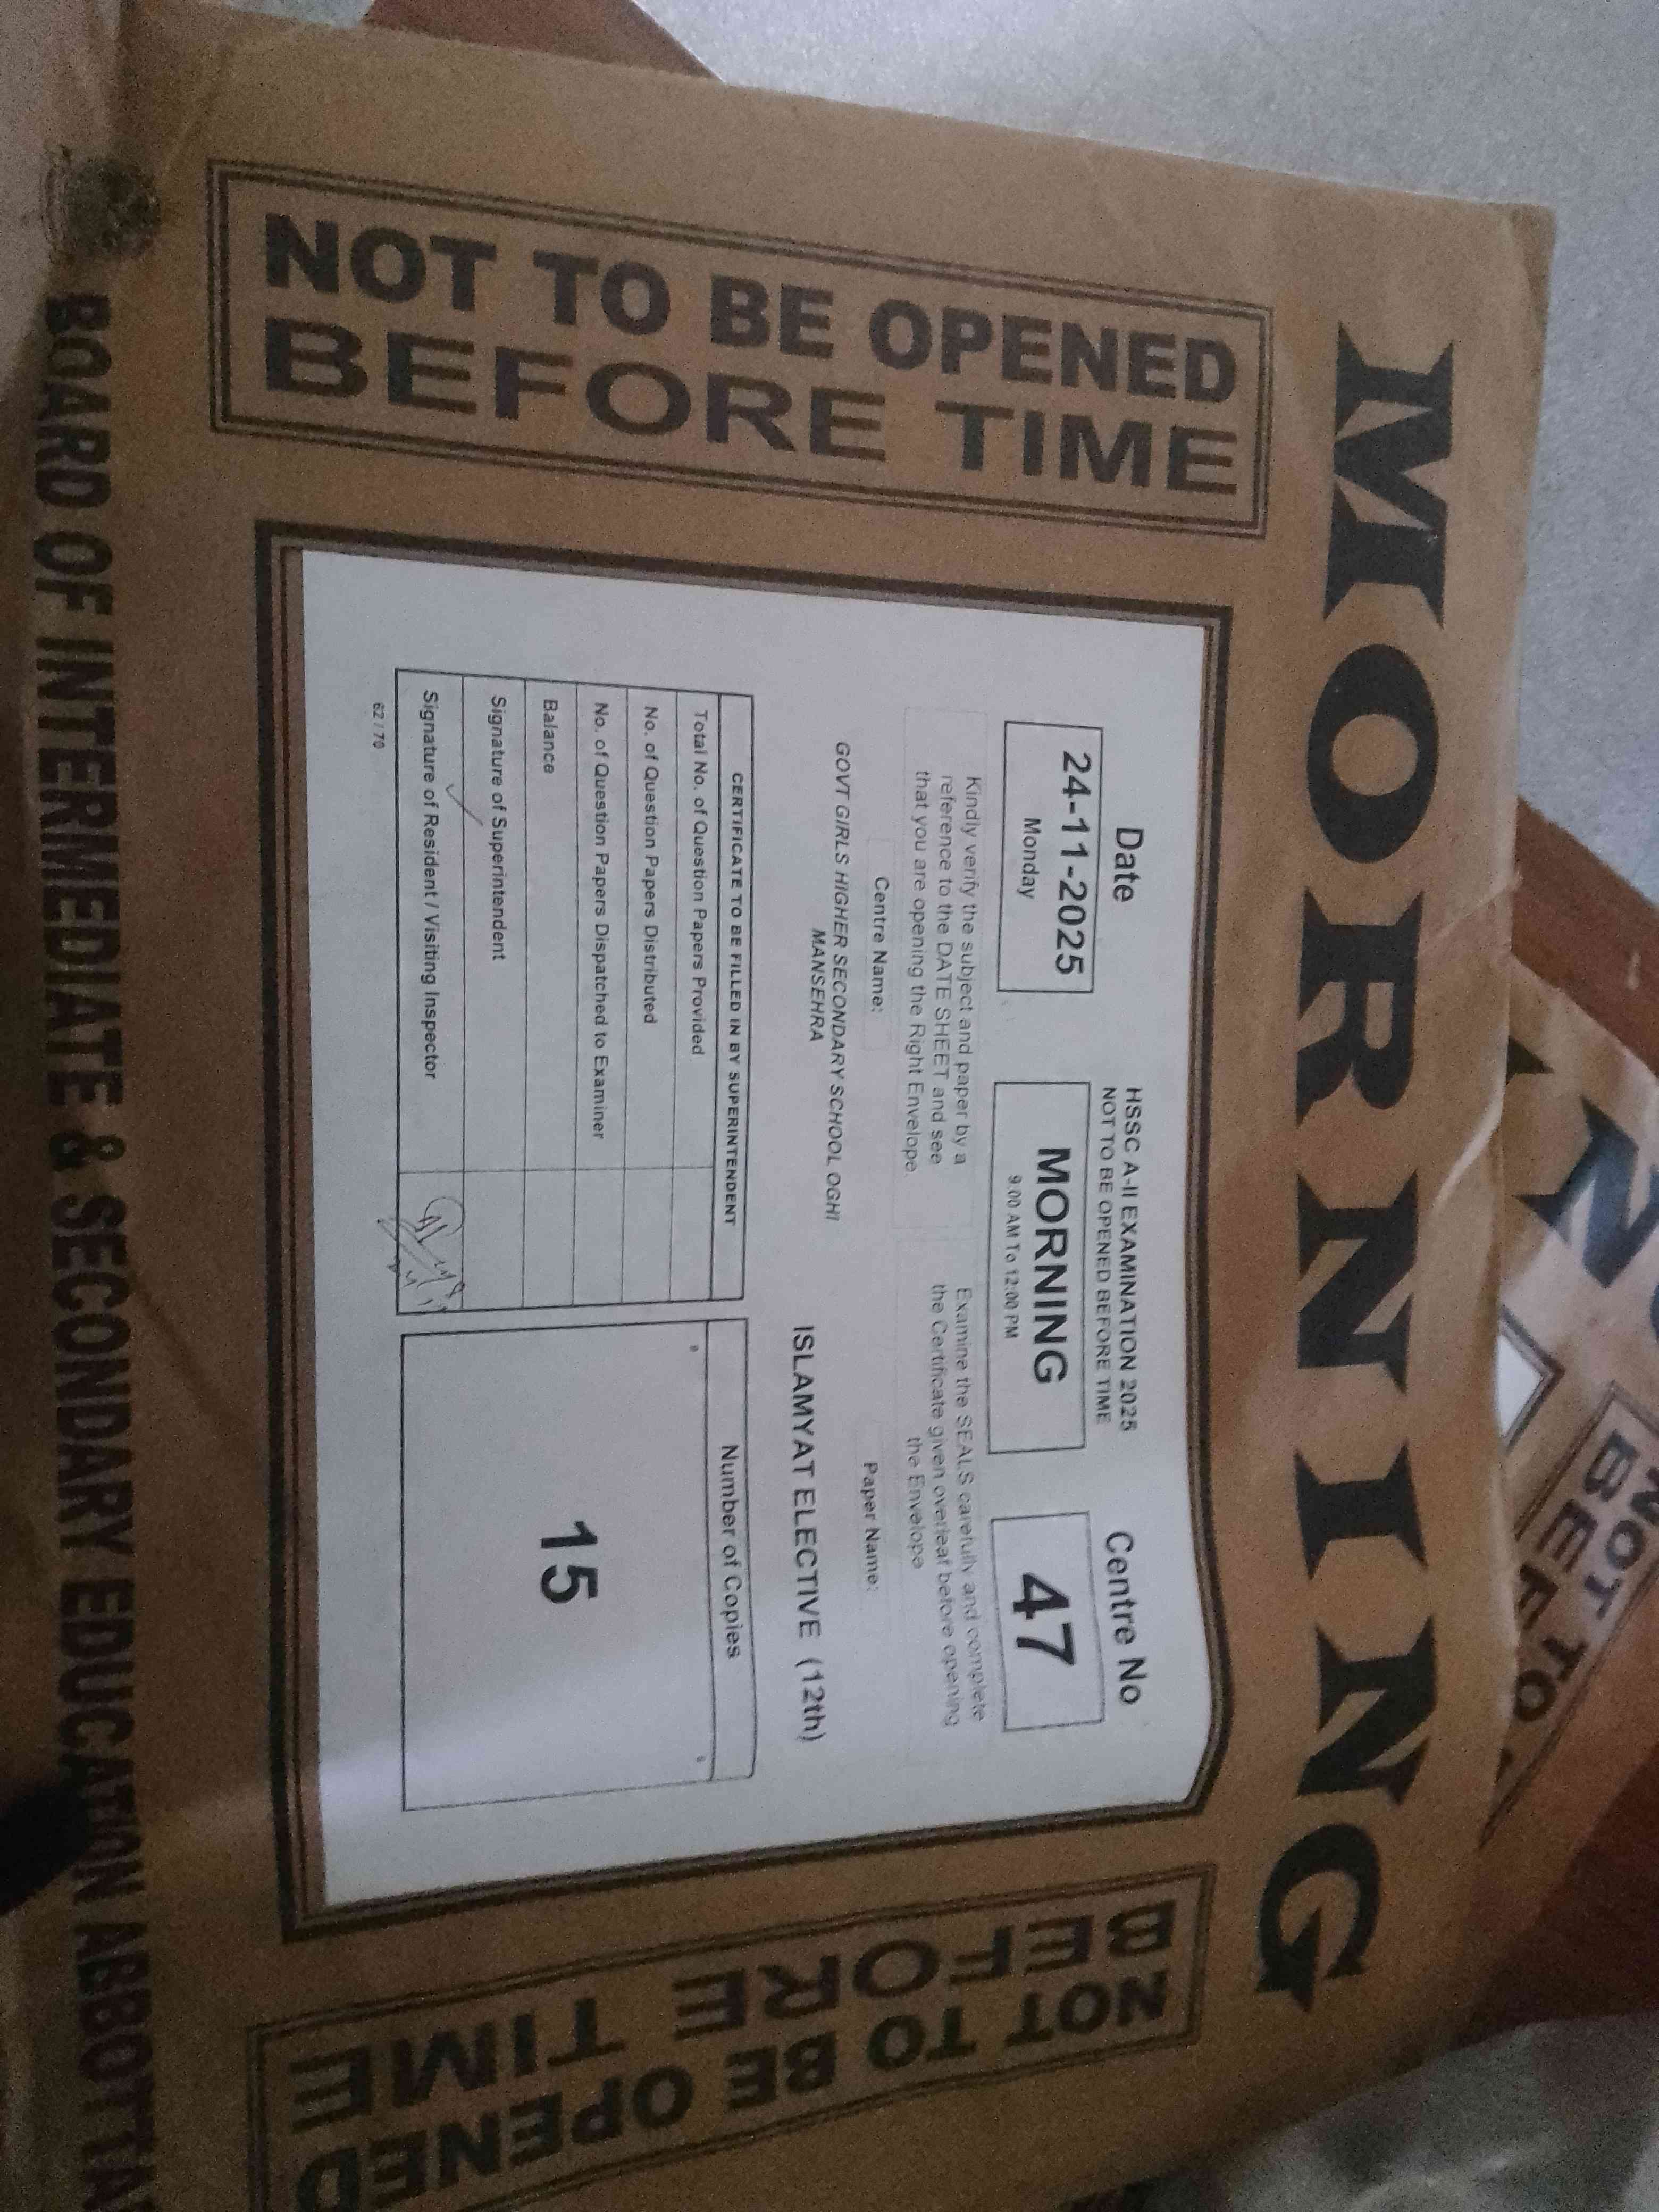 MORNING
NOT TO BE OPENED
BEFORE TIME
Date
24-11-2025
Monday
HSSC A-II EXAMINATION 2025
NOT TO BE OPENED BEFORE TIME
MORNING
9.00 AM To 12:00 PM
Centre No
47
Kindly verify the subject and paper by a
reference to the DATE SHEET and see
that you are opening the Right Envelope.
Examine the SEALS carefully and complete
the Certificate given overleaf before opening
the Envelope
Centre Name:
GOVT GIRLS HIGHER SECONDARY SCHOOL OGHI
MANSEHRA
Paper Name:
ISLAMYAT ELECTIVE (12th)
CERTIFICATE TO BE FILLED IN BY SUPERINTENDENT
Total No. of Question Papers Provided
No. of Question Papers Distributed
No. of Question Papers Dispatched to Examiner
Balance
Signature of Superintendent
Signature of Resident / Visiting Inspector
Number of Copies
15
62 / 70
NOT TO BE OPENED
BEFORE TIME
BOARD OF INTERMEDIATE & SECONDARY EDUCATION ABBOTTA
NOT TO
BEF